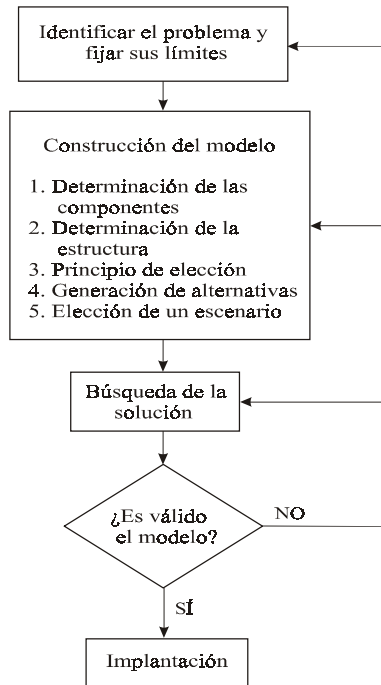 Identificar el problema y
fijar sus límites
Construcción del modelo
1. Determinación de las
componentes
2. Determinación de la
estructura
3. Principio de elección
4. Generación de alternativas
5. Elección de un escenario
Búsqueda de la
solución
¿Es válido
el modelo?
NO
SÍ
Implantación